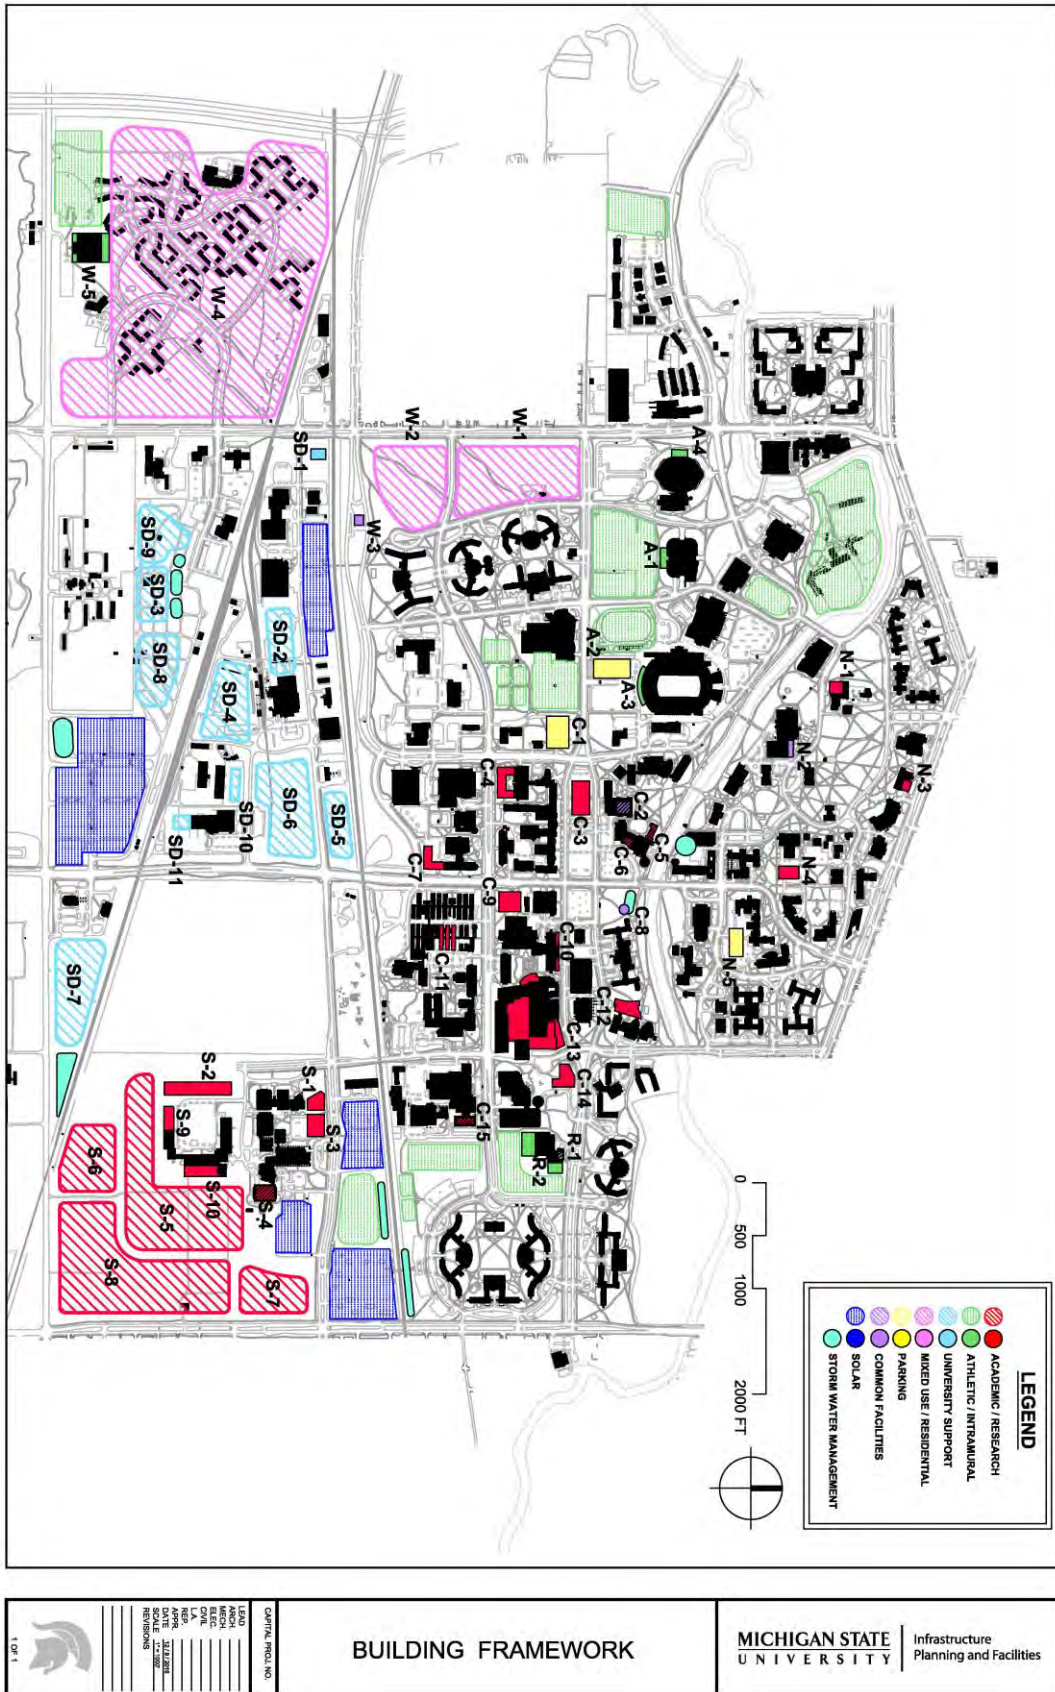 LEGEND
ACADEMIC / RESEARCH
ATHLETIC / INTRAMURAL
UNIVERSITY SUPPORT
MIXED USE / RESIDENTIAL
PARKING
COMMON FACILITIES
SOLAR
STORM WATER MANAGEMENT
0
500
1000
2000 FT
W-5
W-4
W-2
W-1
W-3
A-4
A-1
A-2
A-3
SD-1
SD-9
SD-3
SD-8
SD-2
SD-4
SD-6
SD-5
SD-10
SD-11
SD-7
N-1
N-2
N-3
N-4
N-5
C-1
C-2
C-3
C-4
C-5
C-6
C-7
C-8
C-9
C-10
C-11
C-12
C-13
C-14
C-15
R-1
R-2
S-1
S-2
S-3
S-4
S-9
S-10
S-5
S-6
S-7
S-8
CAPITAL PROJ. NO.
LEAD
ARCH.
MECH.
ELEC.
CIVIL
L.A.
REP.
APPR.
DATE
SCALE
REVISIONS
1 OF 1
BUILDING FRAMEWORK
MICHIGAN STATE
UNIVERSITY
Infrastructure
Planning and Facilities